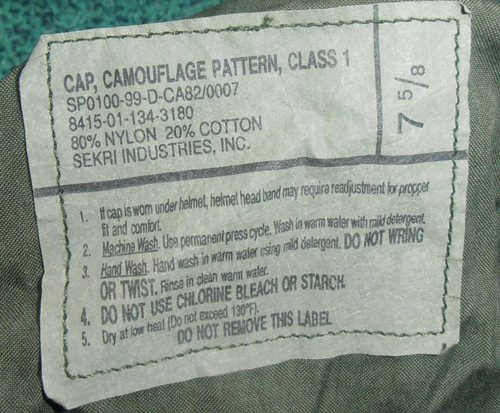 CAP, CAMOUFLAGE PATTERN, CLASS 1
SP0100-99-D-CA82/0007
8415-01-134-3180
80% NYLON 20% COTTON
SEKRI INDUSTRIES, INC.
7 5/8
1. If cap is worn under helmet, helmet head band may require readjustment for propper
fit and comfort.
2. Machine Wash. Use permanent press cycle. Wash in warm water with mild detergent.
3. Hand Wash. Hand wash in warm water using mild detergent. DO NOT WRING
OR TWIST. Rinse in clean warm water.
4. DO NOT USE CHLORINE BLEACH OR STARCH.
5. Dry at low heat (Do not exceed 130°F).
DO NOT REMOVE THIS LABEL